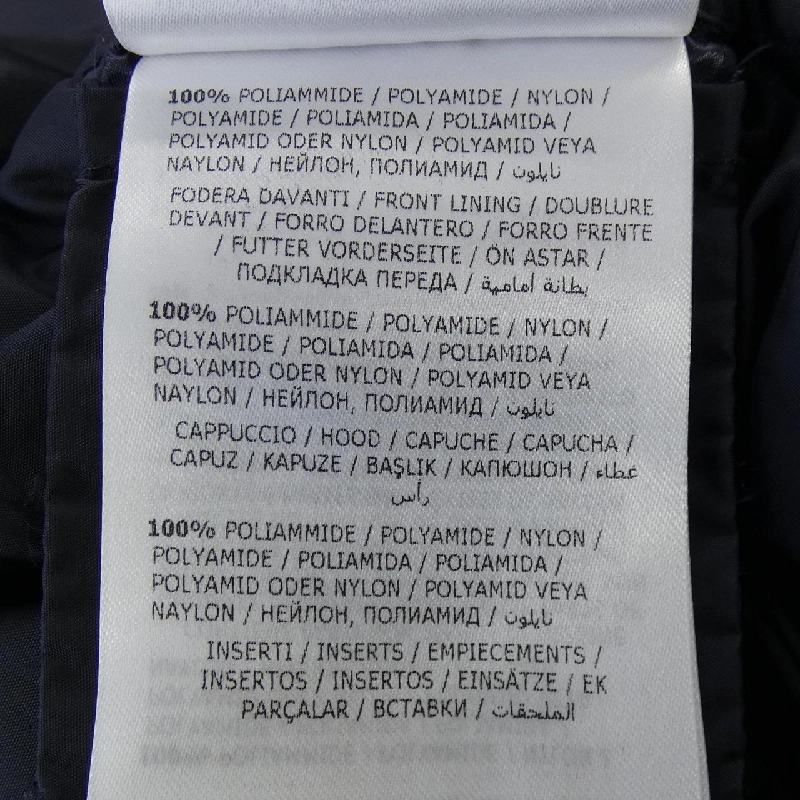 100% POLIAMMIDE / POLYAMIDE / NYLON /
POLYAMIDE / POLIAMIDA / POLIAMIDA /
POLYAMID ODER NYLON / POLYAMID VEYA
NAYLON / НЕЙЛОН, ПОЛИАМИД / نايلون
FODERA DAVANTI / FRONT LINING / DOUBLURE
DEVANT / FORRO DELANTERO / FORRO FRENTE
/ FUTTER VORDERSEITE / ÖN ASTAR /
ПОДКЛАДКА ПЕРЕДА / بطانة أمامية
100% POLIAMMIDE / POLYAMIDE / NYLON /
POLYAMIDE / POLIAMIDA / POLIAMIDA /
POLYAMID ODER NYLON / POLYAMID VEYA
NAYLON / НЕЙЛОН, ПОЛИАМИД / نايلون
CAPPUCCIO / HOOD / CAPUCHE / CAPUCHA /
CAPUZ / KAPUZE / BAŞLIK / КАПЮШОН / غطاء
رأس
100% POLIAMMIDE / POLYAMIDE / NYLON /
POLYAMIDE / POLIAMIDA / POLIAMIDA /
POLYAMID ODER NYLON / POLYAMID VEYA
NAYLON / НЕЙЛОН, ПОЛИАМИД / نايلون
INSERTI / INSERTS / EMPIECEMENTS /
INSERTOS / INSERTOS / EINSÄTZE / EK
PARÇALAR / ВСТАВКИ / الملحقات